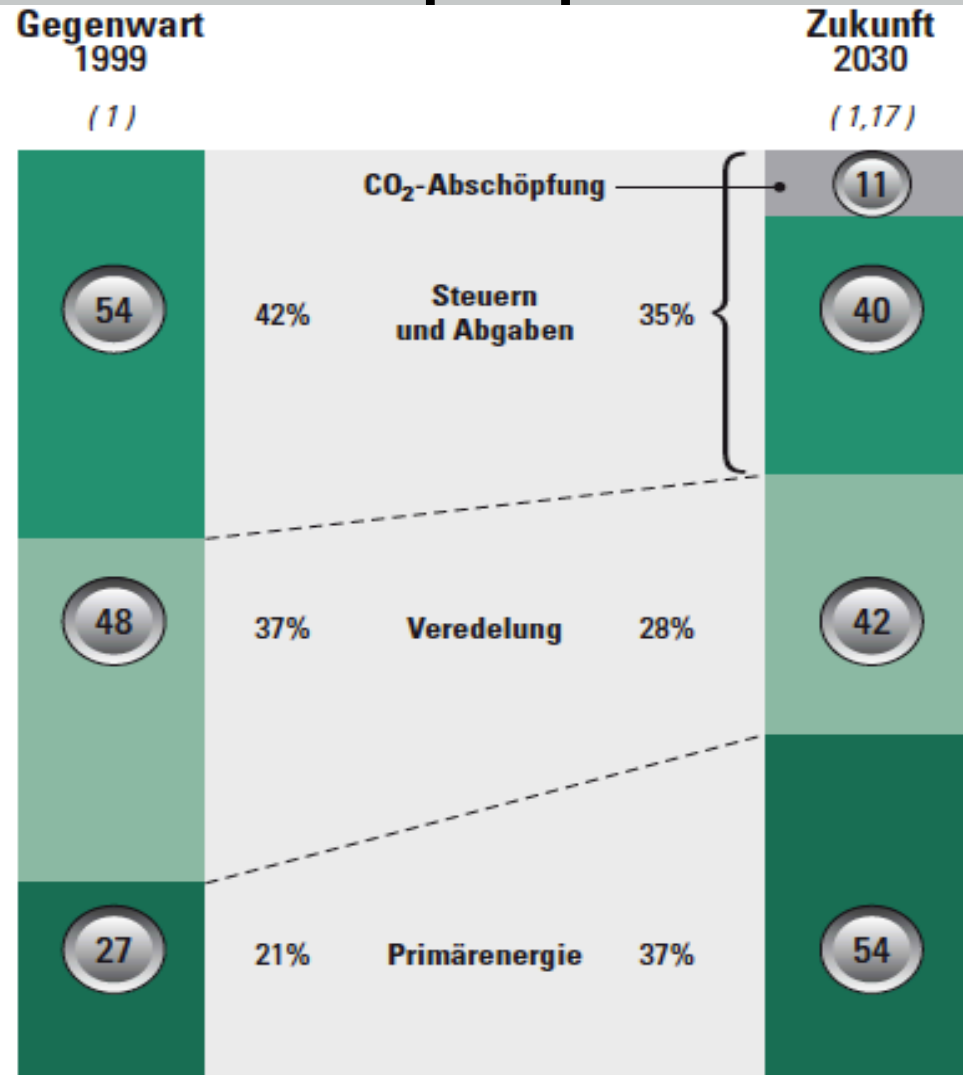 Gegenwart
1999
( 1 )
Zukunft
2030
( 1,17 )
CO₂-Abschöpfung
11
54
42%
Steuern
und Abgaben
35%
40
48
37%
Veredelung
28%
42
27
21%
Primärenergie
37%
54